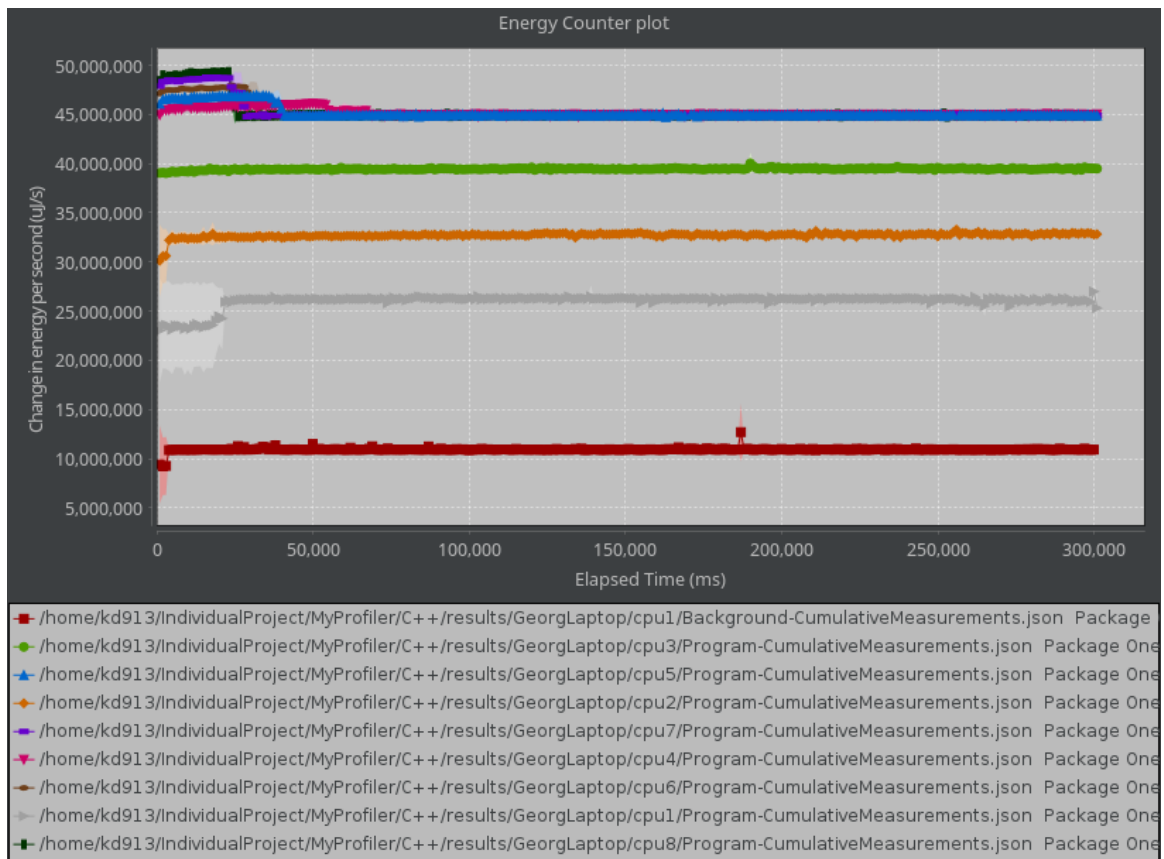 Energy Counter plot
50,000,000
45,000,000
40,000,000
35,000,000
30,000,000
25,000,000
20,000,000
15,000,000
10,000,000
5,000,000
Change in energy per second (uJ/s)
0 50,000 100,000 150,000 200,000 250,000 300,000
Elapsed Time (ms)
/home/kd913/IndividualProject/MyProfiler/C++/results/GeorgLaptop/cpu1/Background-CumulativeMeasurements.json Package
/home/kd913/IndividualProject/MyProfiler/C++/results/GeorgLaptop/cpu3/Program-CumulativeMeasurements.json Package One
/home/kd913/IndividualProject/MyProfiler/C++/results/GeorgLaptop/cpu5/Program-CumulativeMeasurements.json Package One
/home/kd913/IndividualProject/MyProfiler/C++/results/GeorgLaptop/cpu2/Program-CumulativeMeasurements.json Package One
/home/kd913/IndividualProject/MyProfiler/C++/results/GeorgLaptop/cpu7/Program-CumulativeMeasurements.json Package One
/home/kd913/IndividualProject/MyProfiler/C++/results/GeorgLaptop/cpu4/Program-CumulativeMeasurements.json Package One
/home/kd913/IndividualProject/MyProfiler/C++/results/GeorgLaptop/cpu6/Program-CumulativeMeasurements.json Package One
/home/kd913/IndividualProject/MyProfiler/C++/results/GeorgLaptop/cpu1/Program-CumulativeMeasurements.json Package One
/home/kd913/IndividualProject/MyProfiler/C++/results/GeorgLaptop/cpu8/Program-CumulativeMeasurements.json Package One